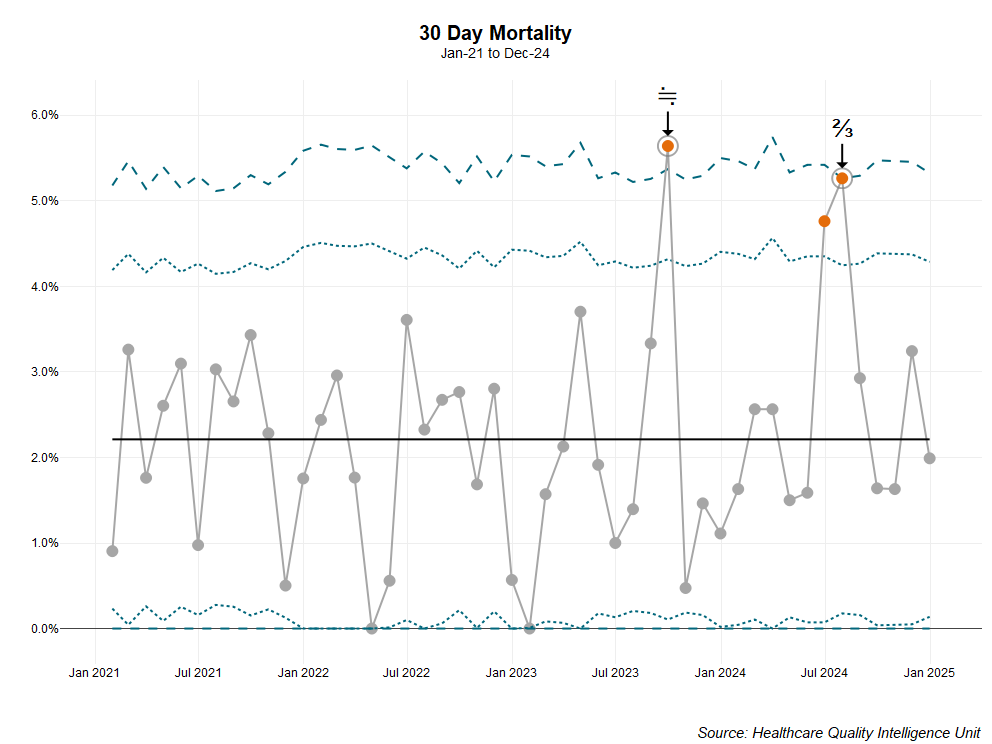 30 Day Mortality
Jan-21 to Dec-24
≒
⅔
6.0%
5.0%
4.0%
3.0%
2.0%
1.0%
0.0%
Jan 2021 Jul 2021 Jan 2022 Jul 2022 Jan 2023 Jul 2023 Jan 2024 Jul 2024 Jan 2025
Source: Healthcare Quality Intelligence Unit